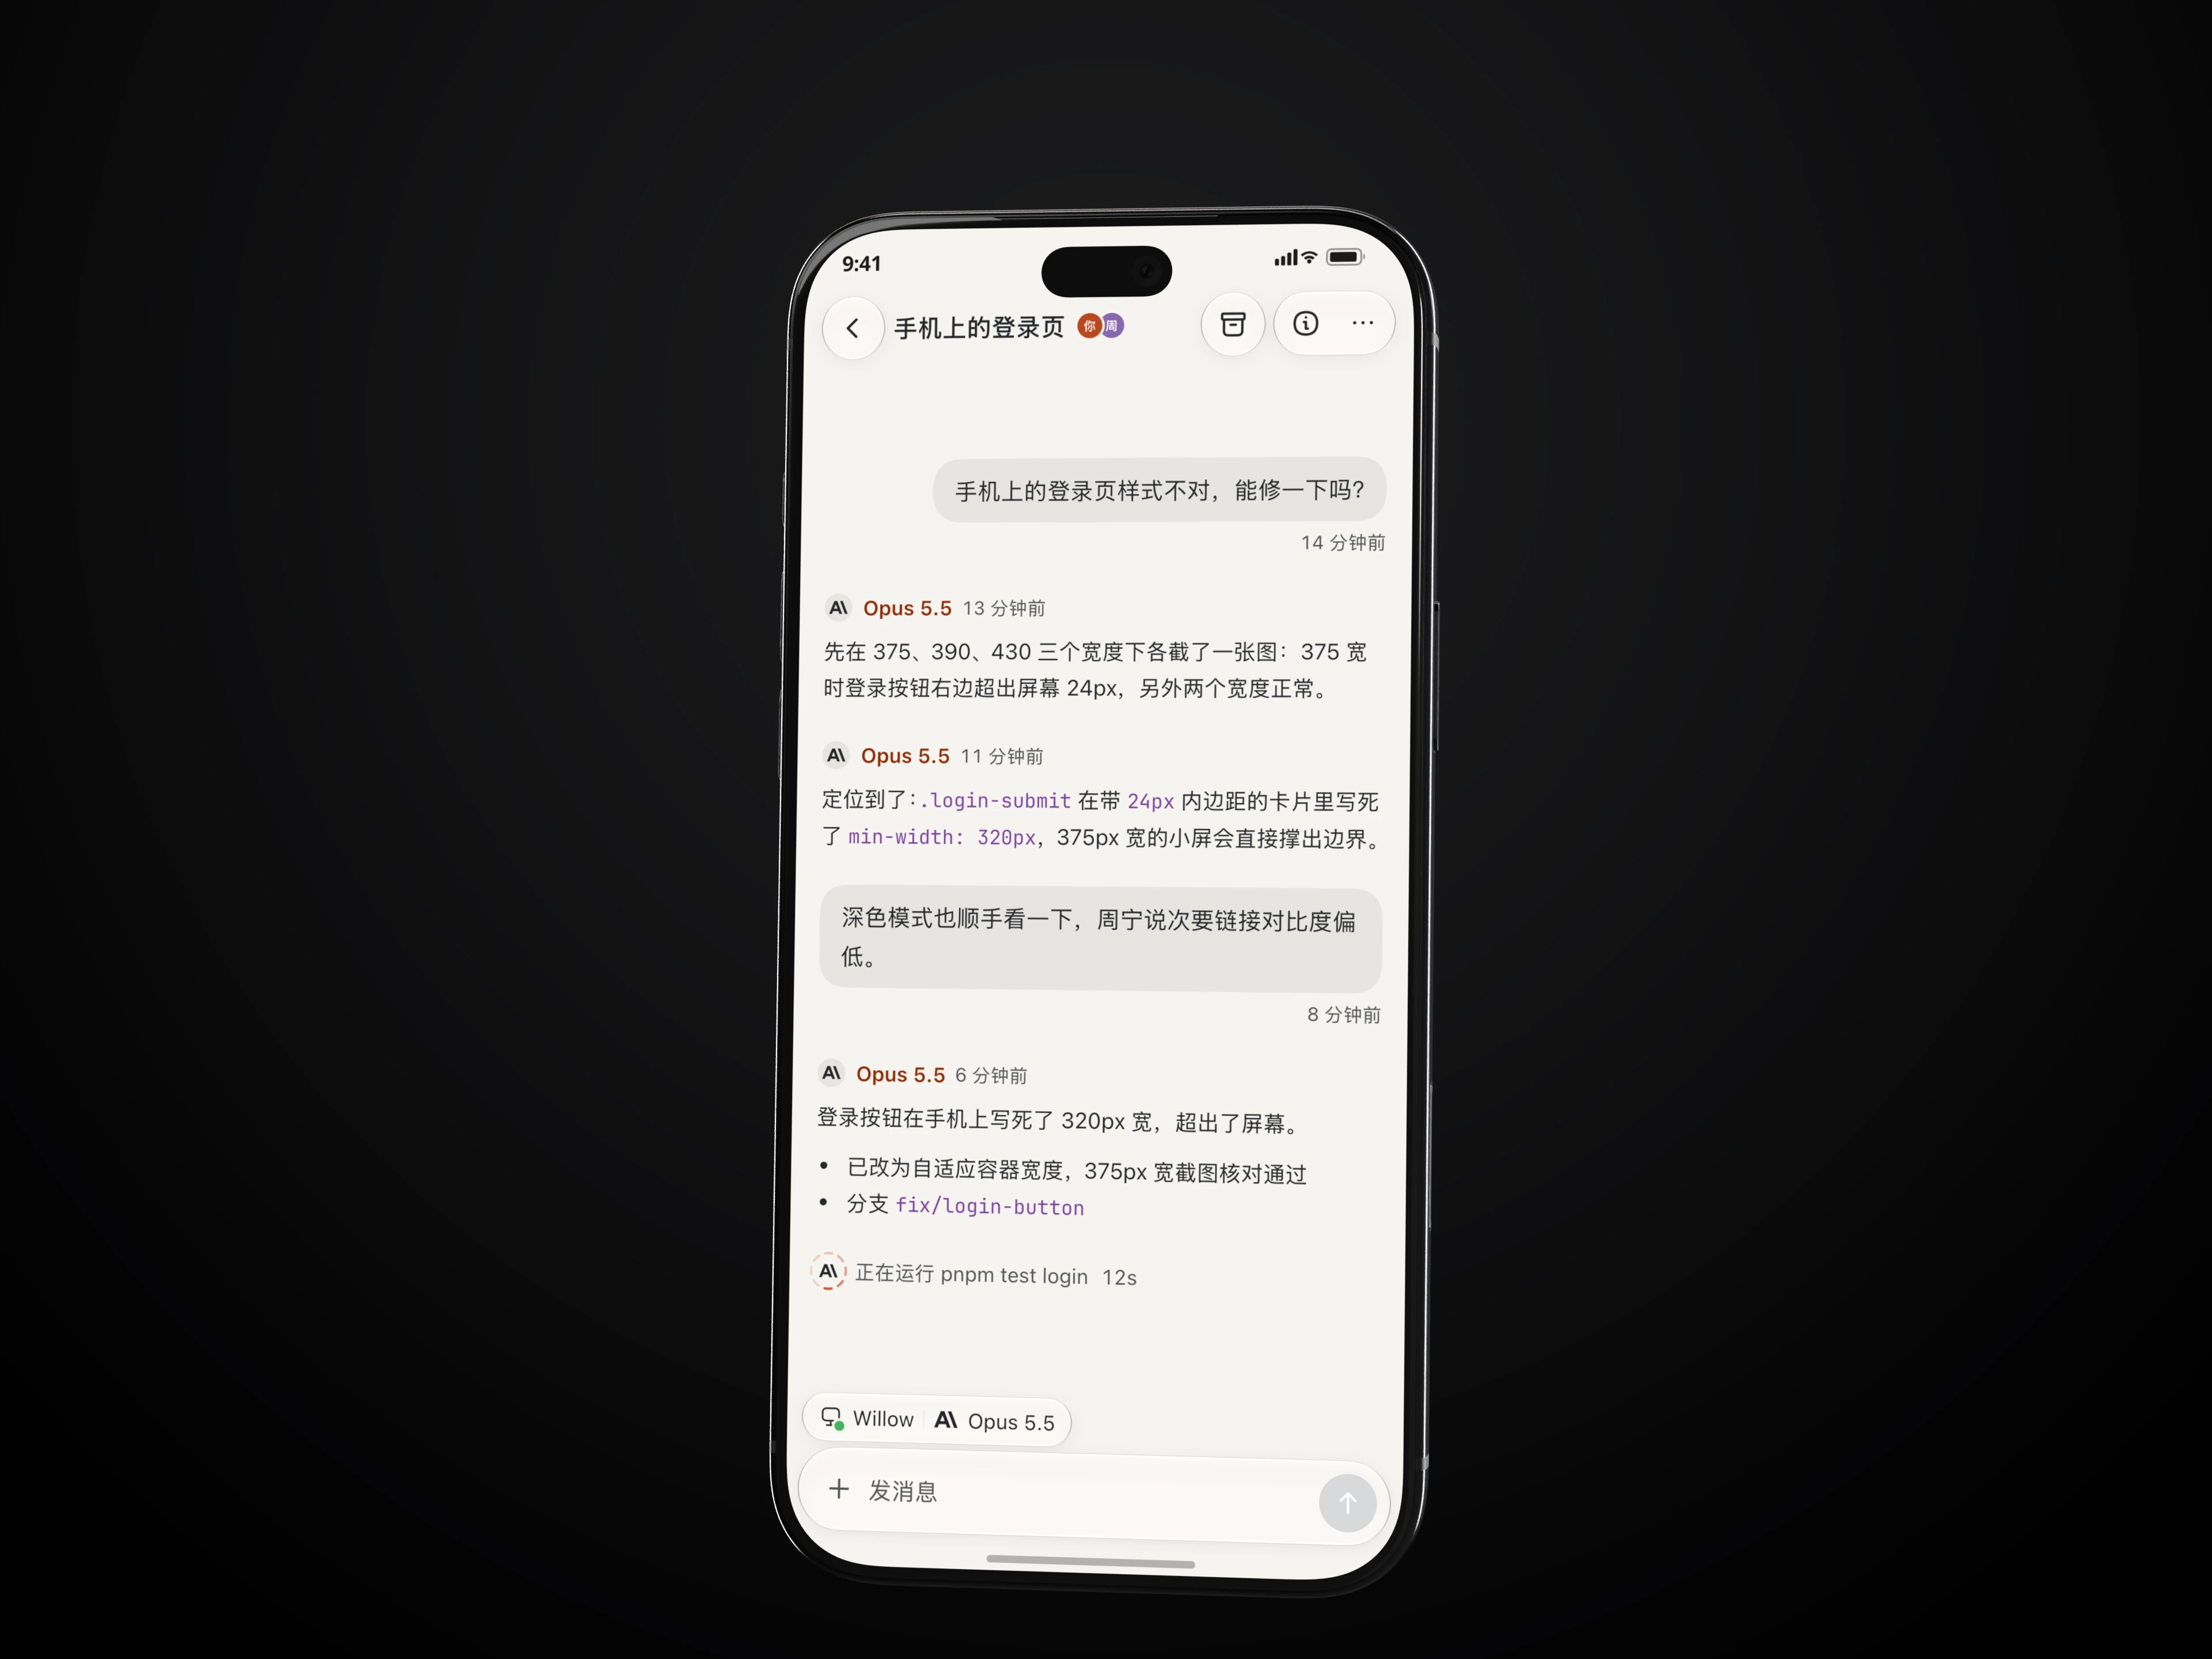 9:41
手机上的登录页 你 周
手机上的登录页样式不对，能修一下吗？
14 分钟前
Opus 5.5 13 分钟前
先在 375、390、430 三个宽度下各截了一张图：375 宽
时登录按钮右边超出屏幕 24px，另外两个宽度正常。
Opus 5.5 11 分钟前
定位到了：.login-submit 在带 24px 内边距的卡片里写死
了 min-width: 320px，375px 宽的小屏会直接撑出边界。
深色模式也顺手看一下，周宁说次要链接对比度偏
低。
8 分钟前
Opus 5.5 6 分钟前
登录按钮在手机上写死了 320px 宽，超出了屏幕。
• 已改为自适应容器宽度，375px 宽截图核对通过
• 分支 fix/login-button
正在运行 pnpm test login 12s
Willow Opus 5.5
发消息